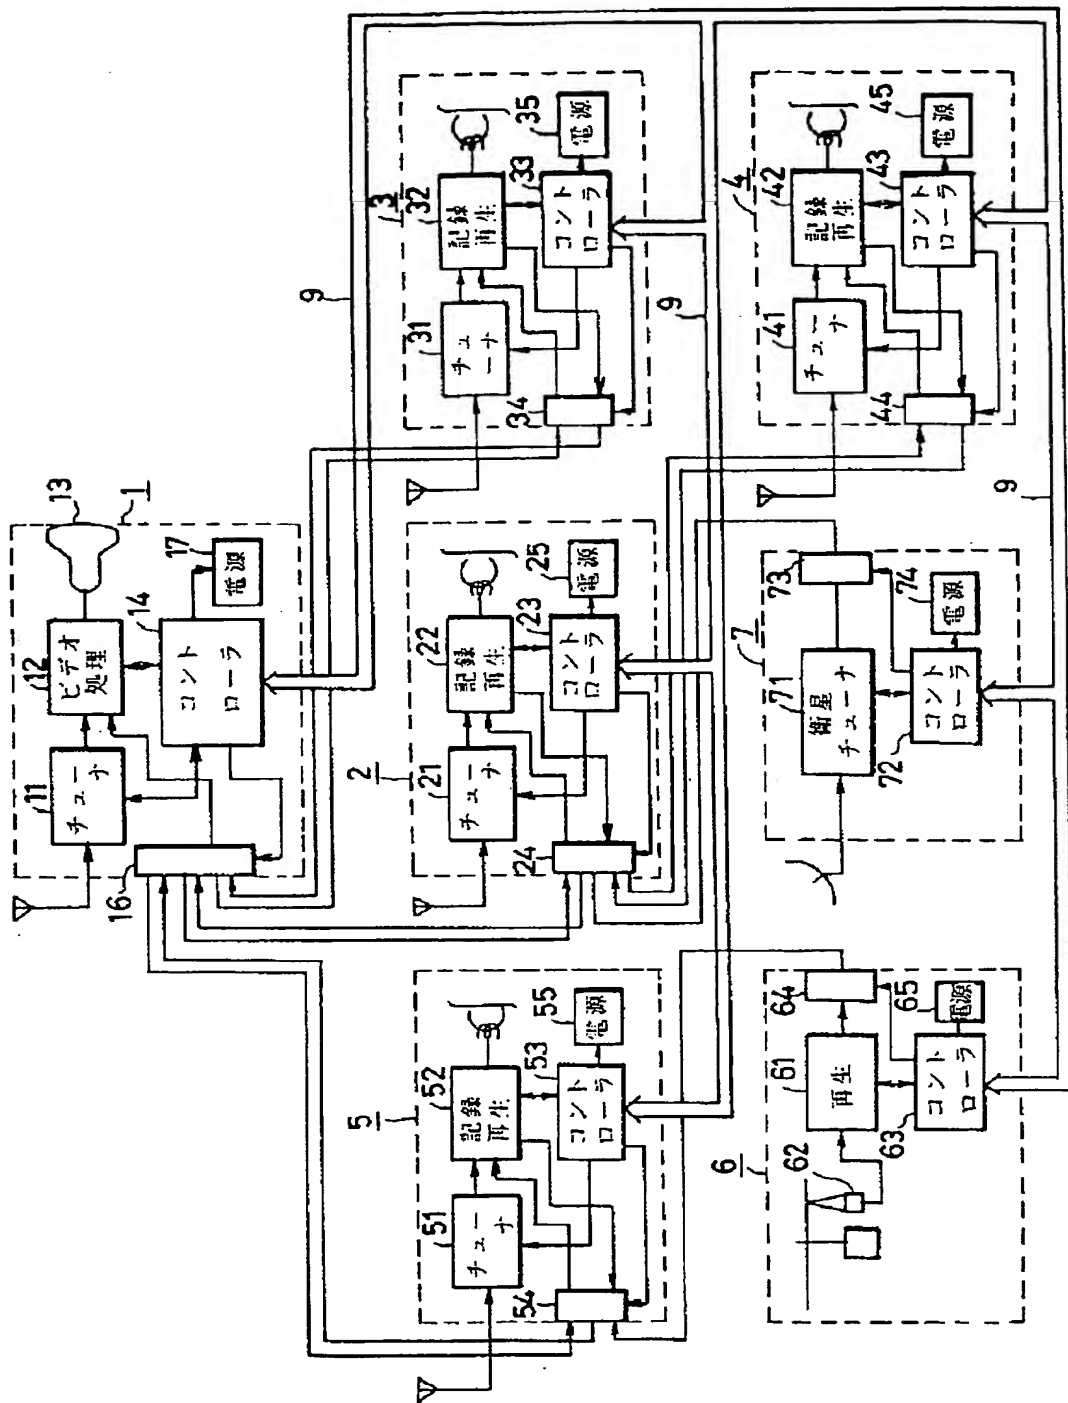 1
11
チュー
ナ
12
ビデオ
処理
13
14
コント
ローラ
16
17
電源
2
21
チュー
ナ
22
記録
再生
23
コント
ローラ
24
25
電源
3
31
チュ
ーナ
32
記録
再生
33
コント
ローラ
34
35
電源
4
41
チュー
ナ
42
記録
再生
43
コント
ローラ
44
45
電源
5
51
チュー
ナ
52
記録
再生
53
コント
ローラ
54
55
電源
6
61
再生
62
63
コント
ローラ
64
65
電源
7
71
衛星
チューナ
72
コント
ローラ
73
74
電源
9
9
9